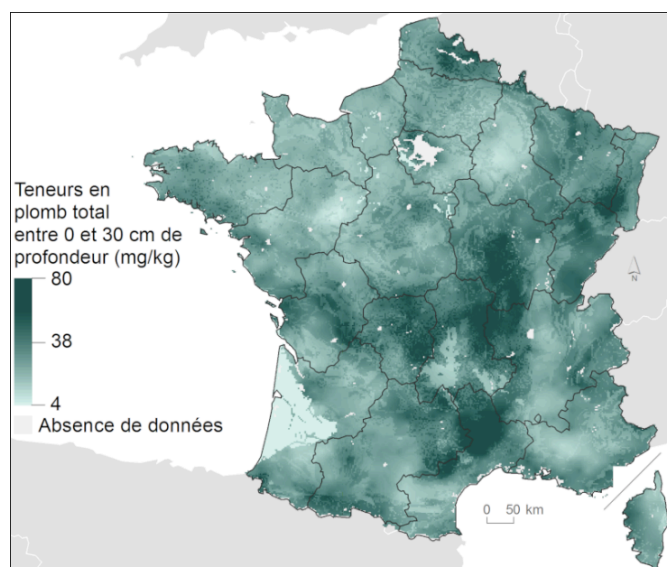 Teneurs en
plomb total
entre 0 et 30 cm de
profondeur (mg/kg)
80
38
4
Absence de données
N
0 50 km